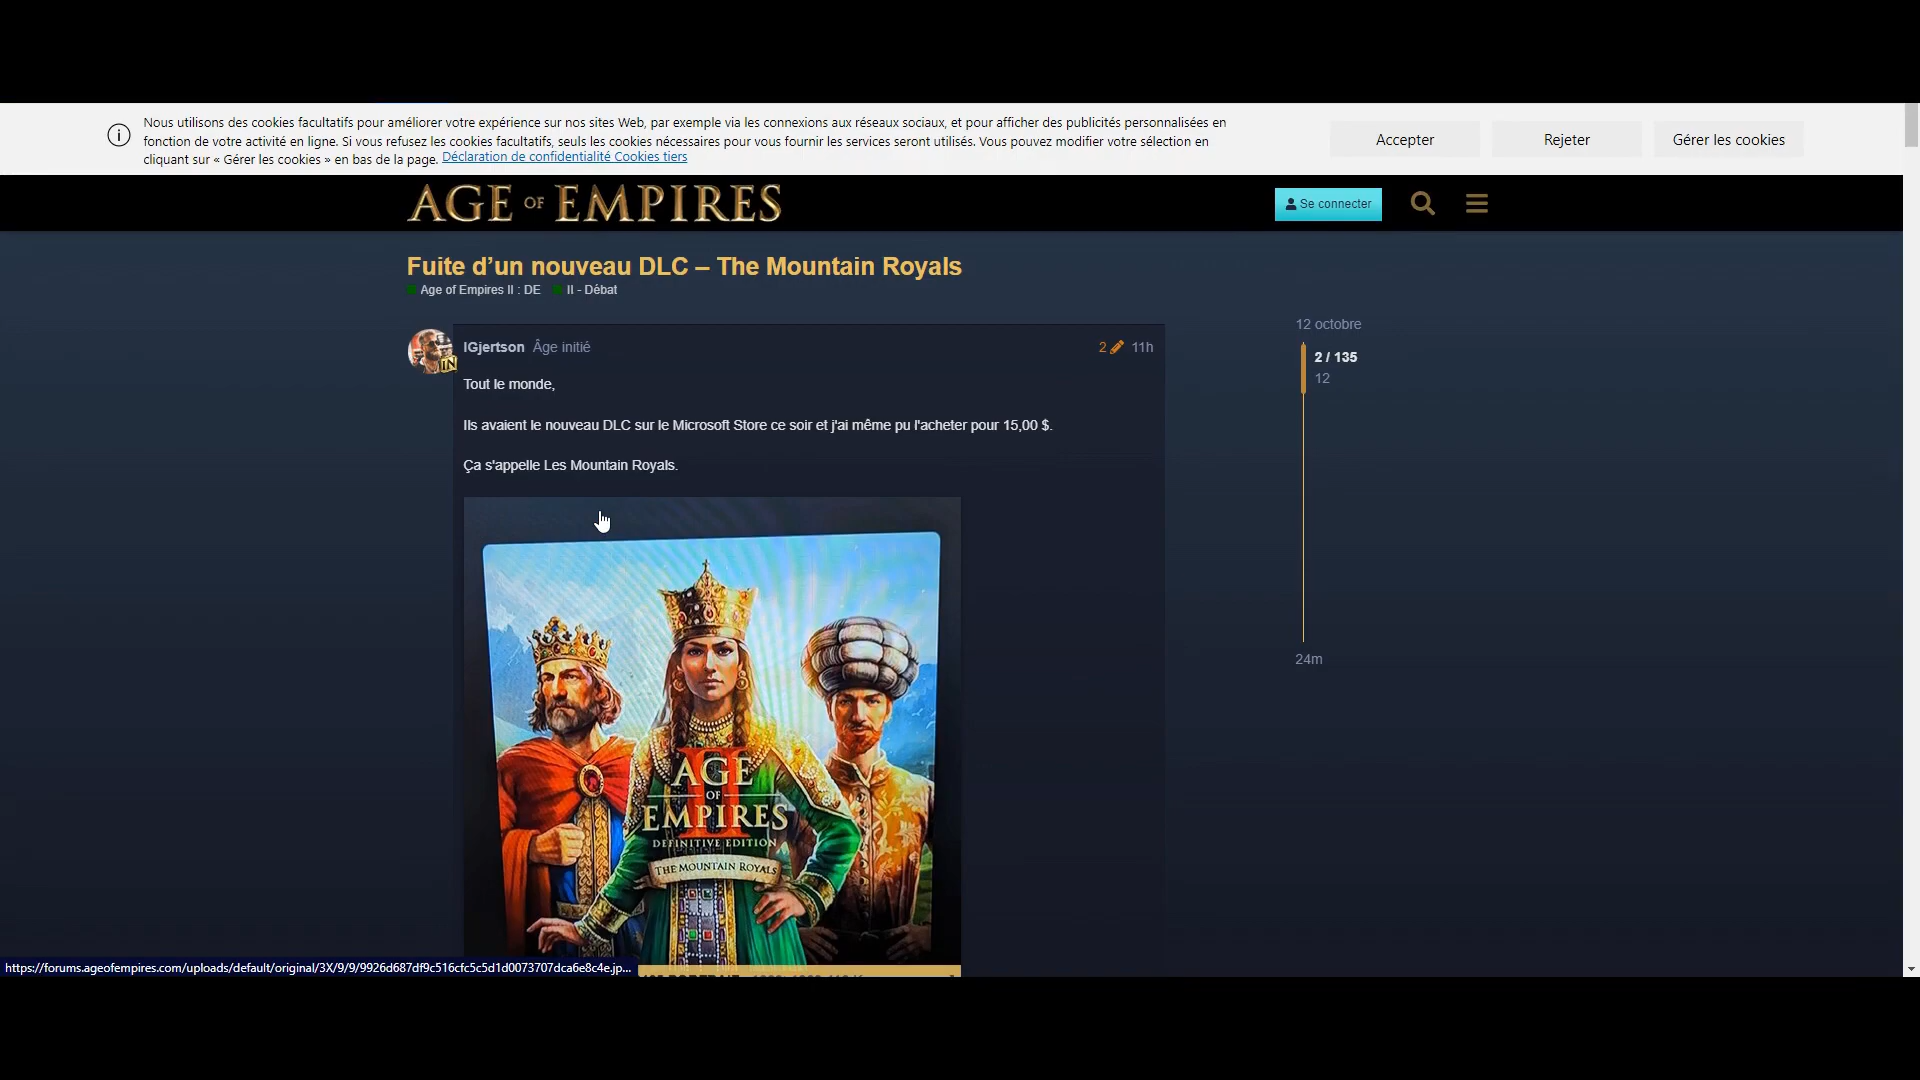 Nous utilisons des cookies facultatifs pour améliorer votre expérience sur nos sites Web, par exemple via les connexions aux réseaux sociaux, et pour afficher des publicités personnalisées en
fonction de votre activité en ligne. Si vous refusez les cookies facultatifs, seuls les cookies nécessaires pour vous fournir les services seront utilisés. Vous pouvez modifier votre sélection en
cliquant sur « Gérer les cookies » en bas de la page. Déclaration de confidentialité Cookies tiers
Accepter
Rejeter
Gérer les cookies
AGE OF EMPIRES
Se connecter
Fuite d’un nouveau DLC – The Mountain Royals
Age of Empires II : DE II - Débat
IGjertson Âge initié
2 11h
Tout le monde,
Ils avaient le nouveau DLC sur le Microsoft Store ce soir et j'ai même pu l'acheter pour 15,00 $.
Ça s'appelle Les Mountain Royals.
II
AGE
OF
EMPIRES
DEFINITIVE EDITION
THE MOUNTAIN ROYALS
12 octobre
2 / 135
12
24m
https://forums.ageofempires.com/uploads/default/original/3X/9/9/9926d687df9c516cfc5c5d1d0073707dca6e8c4e.jp...